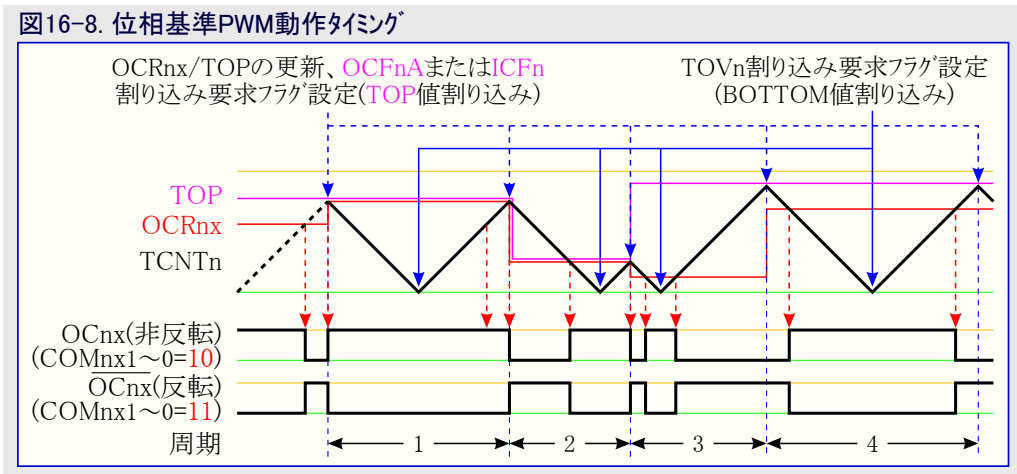 図16-8. 位相基準PWM動作ﾀｲﾐﾝｸﾞ
OCRnx/TOPの更新、OCFnAまたはICFn
割り込み要求ﾌﾗｸﾞ設定(TOP値割り込み)
TOVn割り込み要求ﾌﾗｸﾞ設定
(BOTTOM値割り込み)
TOP
OCRnx
TCNTn
OCnx(非反転)
(COMnx1～0=10)
OCnx(反転)
(COMnx1～0=11)
周期
1
2
3
4